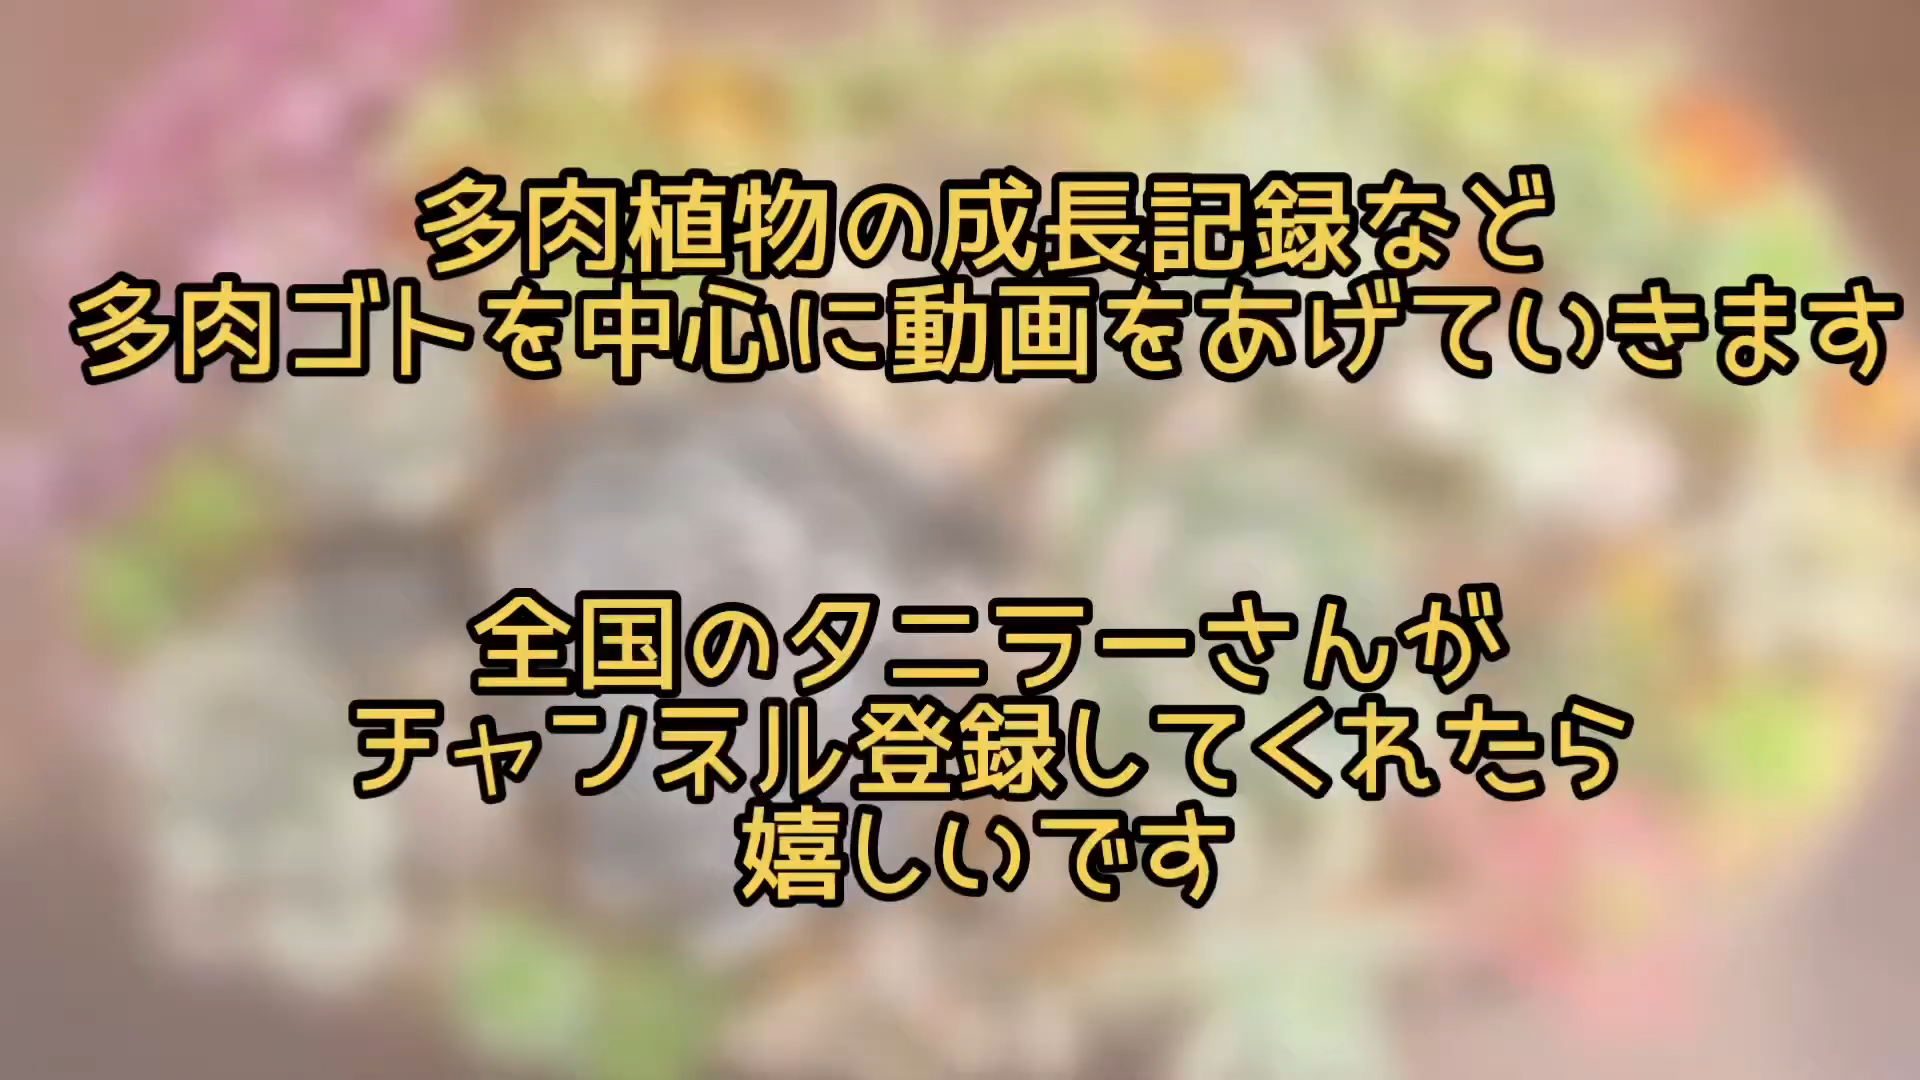 多肉植物の成長記録など
多肉ゴトを中心に動画をあげていきます
全国のタニラーさんが
チャンネル登録してくれたら
嬉しいです